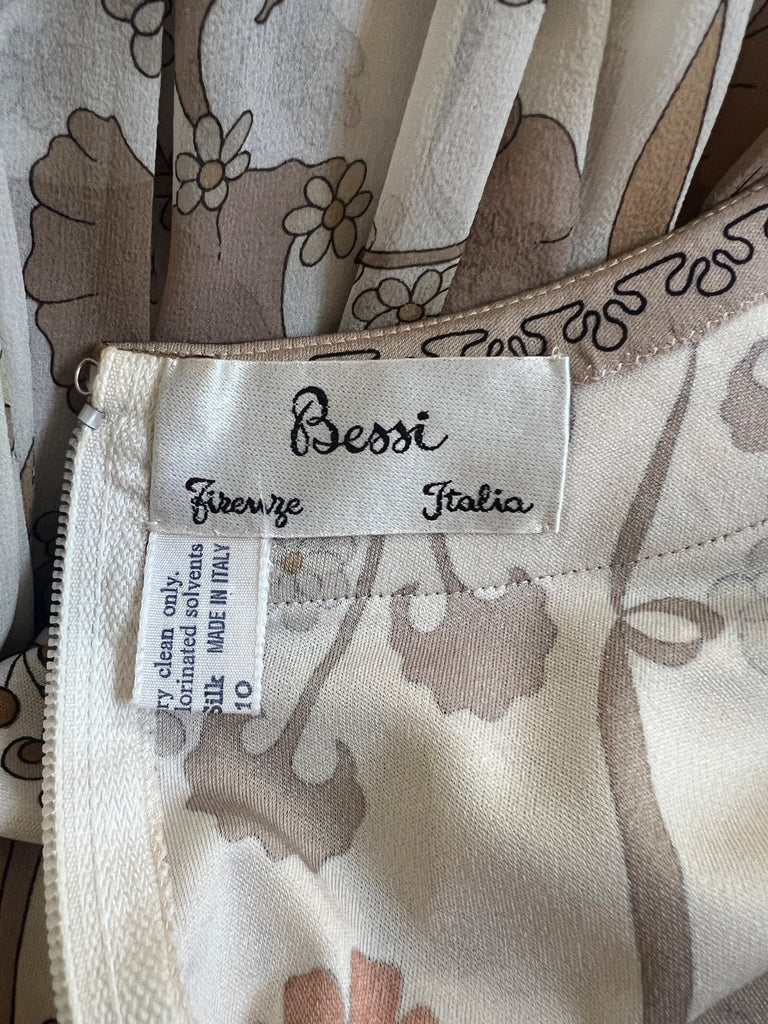 Bessi
Firenze Italia
ry clean only.
lorinated solvents
Silk MADE IN ITALY
10